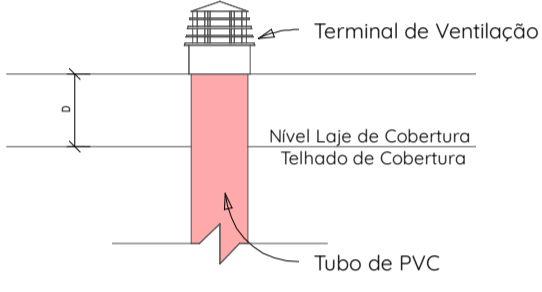 Terminal de Ventilação
D
Nível Laje de Cobertura
Telhado de Cobertura
Tubo de PVC